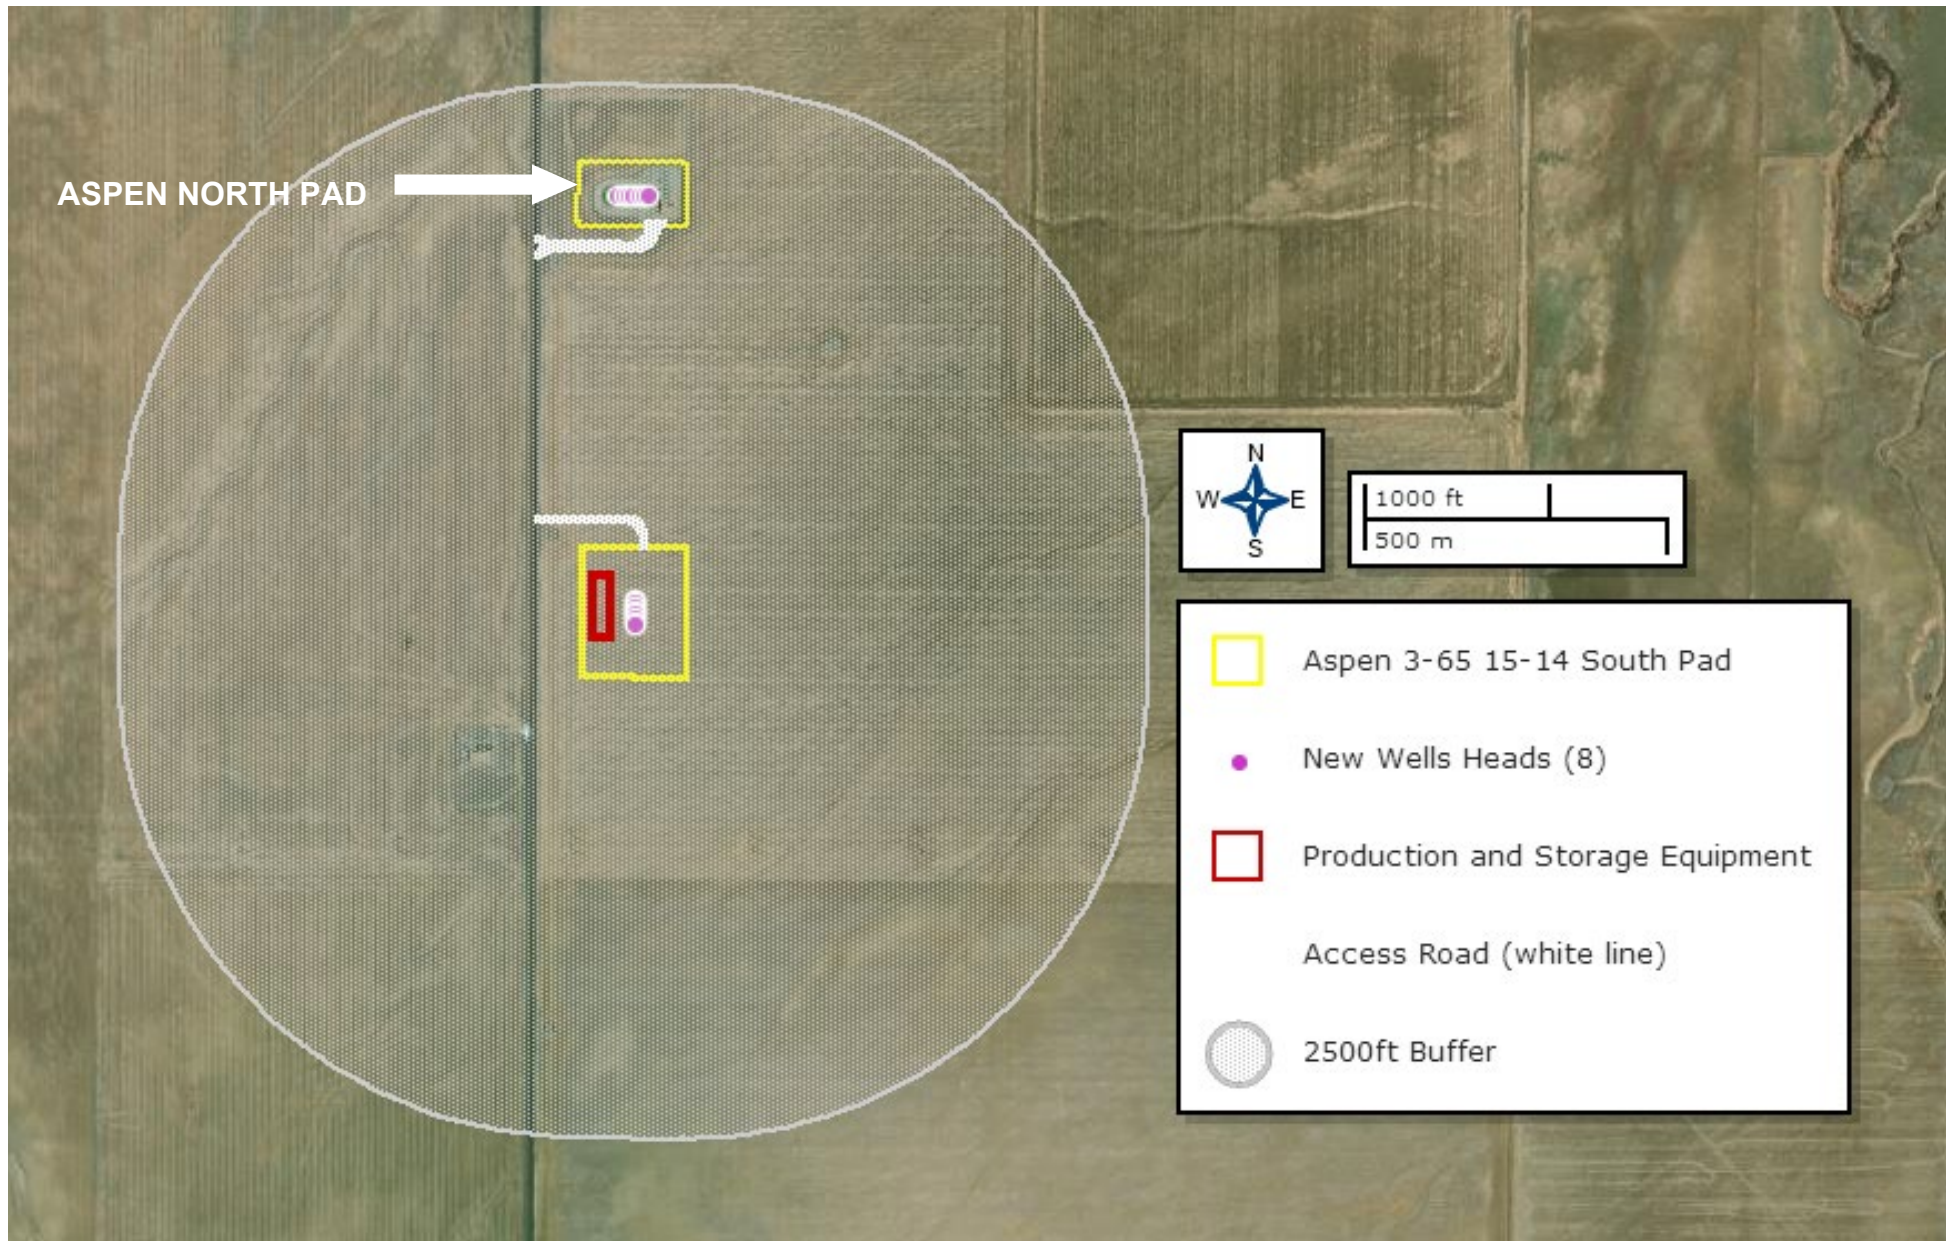 ASPEN NORTH PAD
N
W E
S
1000 ft
500 m
Aspen 3-65 15-14 South Pad
New Wells Heads (8)
Production and Storage Equipment
Access Road (white line)
2500ft Buffer